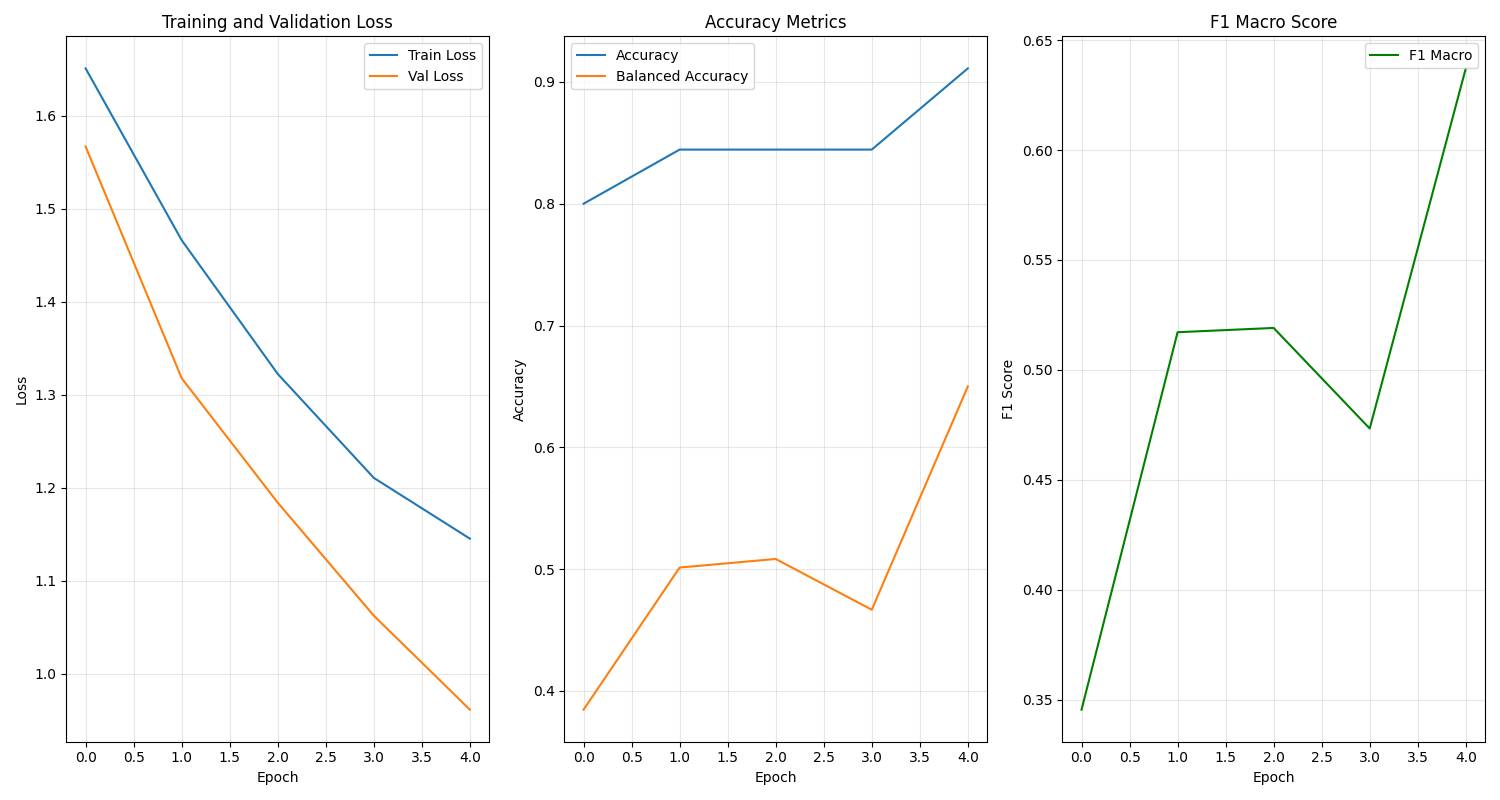 Training and Validation Loss
Train Loss
Val Loss
1.6
1.5
1.4
1.3
1.2
1.1
1.0
Loss
0.0 0.5 1.0 1.5 2.0 2.5 3.0 3.5 4.0
Epoch
Accuracy Metrics
Accuracy
Balanced Accuracy
0.9
0.8
0.7
0.6
0.5
0.4
Accuracy
0.0 0.5 1.0 1.5 2.0 2.5 3.0 3.5 4.0
Epoch
F1 Macro Score
F1 Macro
0.65
0.60
0.55
0.50
0.45
0.40
0.35
F1 Score
0.0 0.5 1.0 1.5 2.0 2.5 3.0 3.5 4.0
Epoch